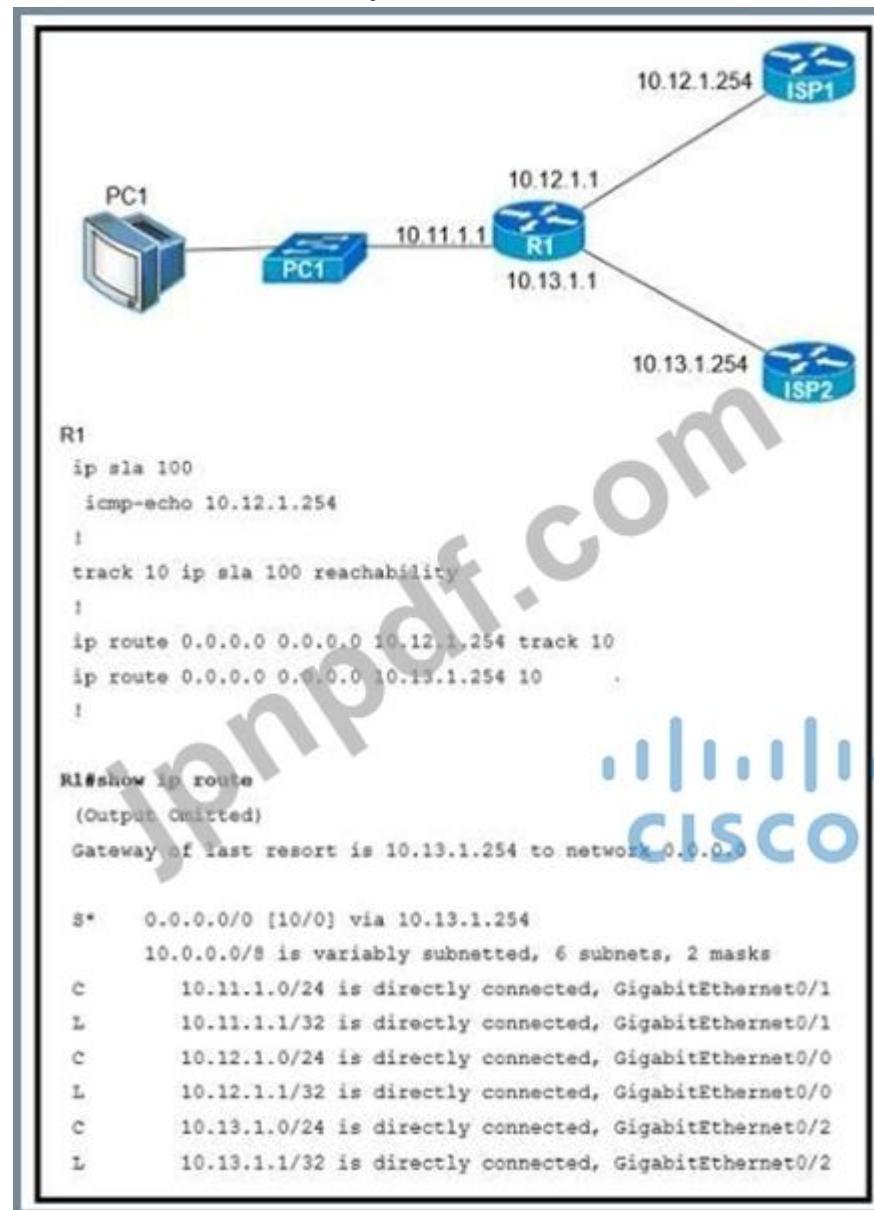 10.12.1.254
ISP1
PC1
10.12.1.1
10.11.1.1
R1
PC1
10.13.1.1
10.13.1.254
ISP2
R1
ip sla 100
icmp-echo 10.12.1.254
!
track 10 ip sla 100 reachability
!
ip route 0.0.0.0 0.0.0.0 10.12.1.254 track 10
ip route 0.0.0.0 0.0.0.0 10.13.1.254 10
!
R1#show ip route
(Output Omitted)
Gateway of last resort is 10.13.1.254 to network 0.0.0.0
S* 0.0.0.0/0 [10/0] via 10.13.1.254
10.0.0.0/8 is variably subnetted, 6 subnets, 2 masks
C 10.11.1.0/24 is directly connected, GigabitEthernet0/1
L 10.11.1.1/32 is directly connected, GigabitEthernet0/1
C 10.12.1.0/24 is directly connected, GigabitEthernet0/0
L 10.12.1.1/32 is directly connected, GigabitEthernet0/0
C 10.13.1.0/24 is directly connected, GigabitEthernet0/2
L 10.13.1.1/32 is directly connected, GigabitEthernet0/2
jpnpdf.com
CISCO